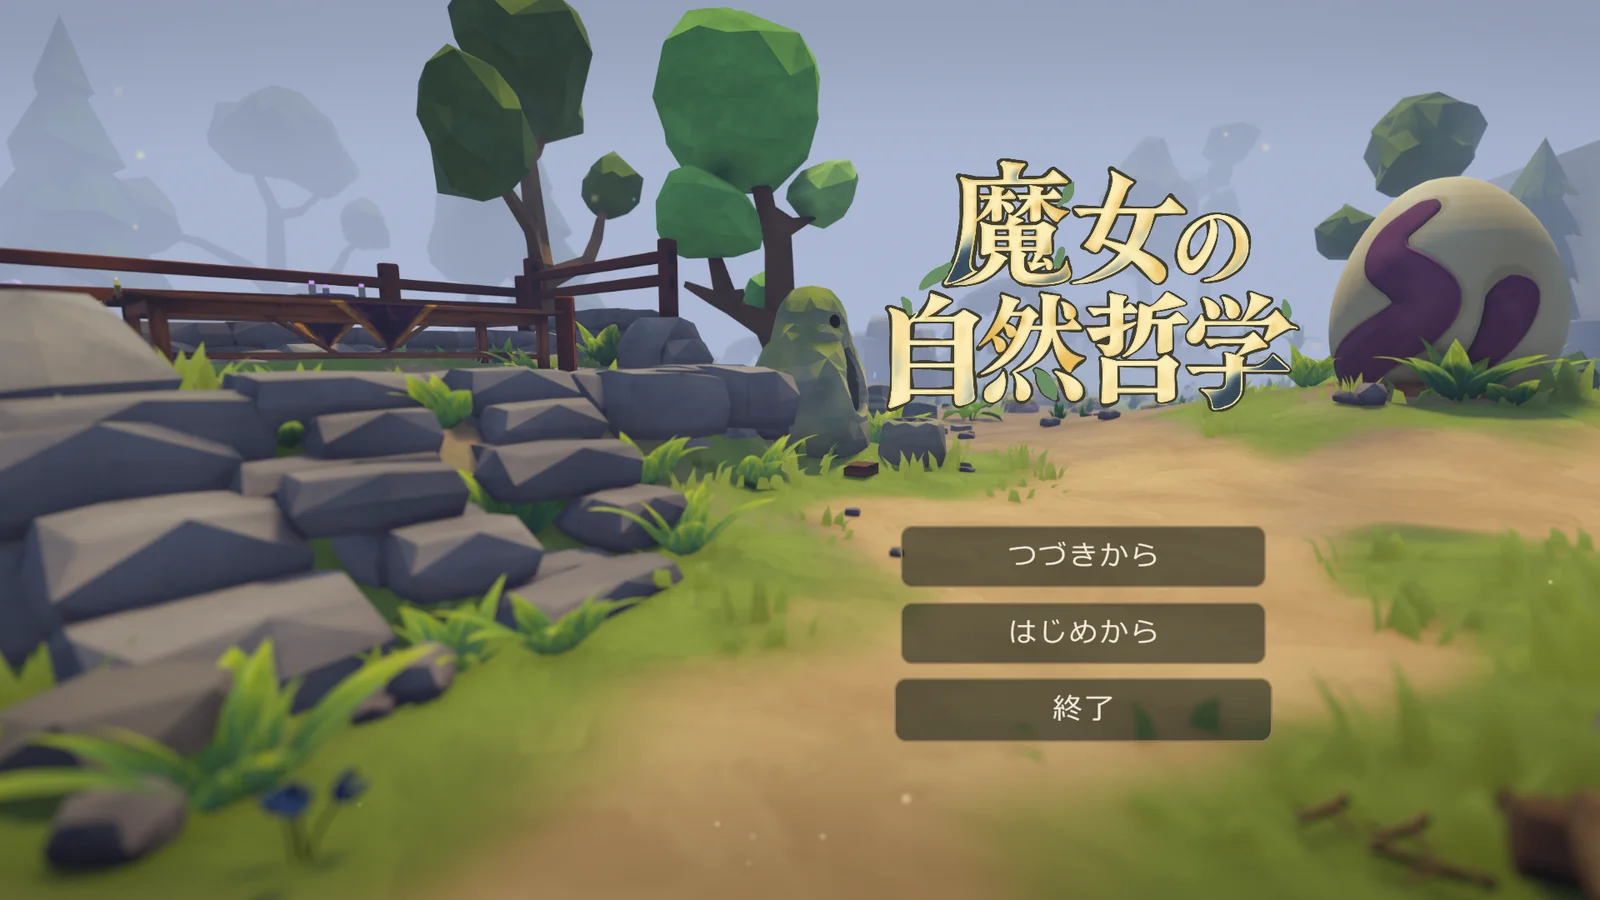 魔女の
自然哲学
つづきから
はじめから
終了